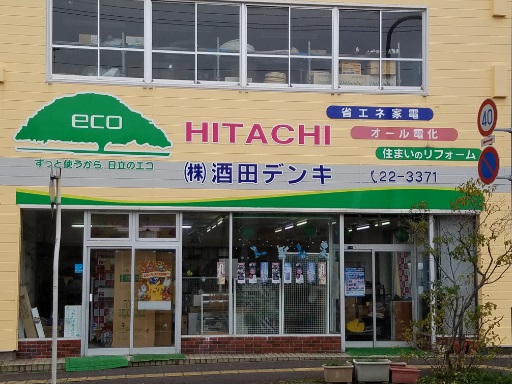 eco
ずっと使うから 日立のエコ
HITACHI
省エネ家電
オール電化
住まいのリフォーム
(株)酒田デンキ
22-3371
40